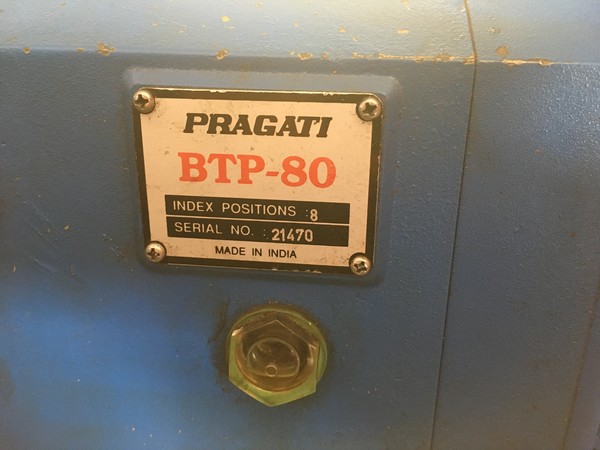 PRAGATI
BTP-80
INDEX POSITIONS : 8
SERIAL NO. : 21470
MADE IN INDIA